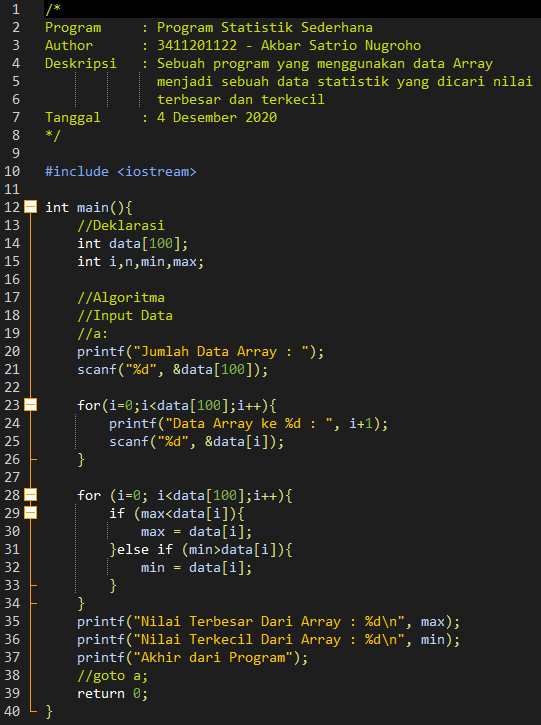 1 /*
2 Program : Program Statistik Sederhana
3 Author : 3411201122 - Akbar Satrio Nugroho
4 Deskripsi : Sebuah program yang menggunakan data Array
5 menjadi sebuah data statistik yang dicari nilai
6 terbesar dan terkecil
7 Tanggal : 4 Desember 2020
8 */
9
10 #include <iostream>
11
12 int main(){
13 //Deklarasi
14 int data[100];
15 int i,n,min,max;
16
17 //Algoritma
18 //Input Data
19 //a:
20 printf("Jumlah Data Array : ");
21 scanf("%d", &data[100]);
22
23 for(i=0;i<data[100];i++){
24 printf("Data Array ke %d : ", i+1);
25 scanf("%d", &data[i]);
26 }
27
28 for (i=0; i<data[100];i++){
29 if (max<data[i]){
30 max = data[i];
31 }else if (min>data[i]){
32 min = data[i];
33 }
34 }
35 printf("Nilai Terbesar Dari Array : %d\n", max);
36 printf("Nilai Terkecil Dari Array : %d\n", min);
37 printf("Akhir dari Program");
38 //goto a;
39 return 0;
40 }